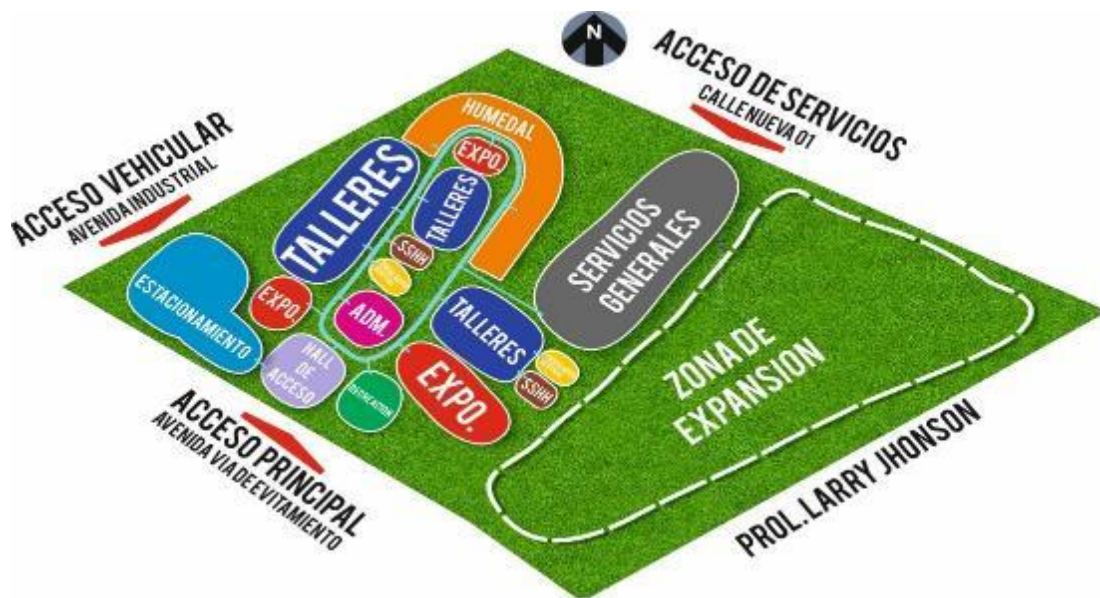 N
ACCESO DE SERVICIOS
CALLE NUEVA 01
ACCESO VEHICULAR
AVENIDA INDUSTRIAL
HUMEDAL
EXPO.
TALLERES
TALLERES
SSHH
ESTACIONAMIENTO
EXPO.
ADM.
SERVICIOS
GENERALES
TALLERES
HALL
DE
ACCESO
EXPO.
SSHH
ZONA DE
EXPANSION
ACCESO PRINCIPAL
AVENIDA VIA DE EVITAMIENTO
PROL. LARRY JHONSON